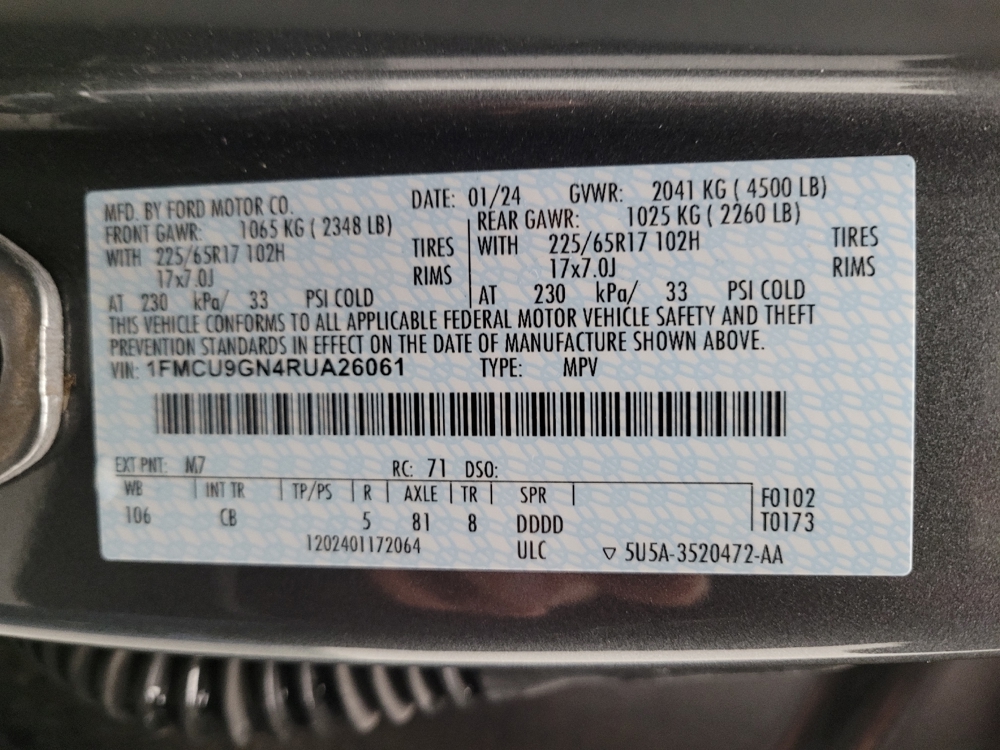 MFD. BY FORD MOTOR CO. DATE: 01/24 GVWR: 2041 KG ( 4500 LB)
FRONT GAWR: 1065 KG ( 2348 LB) REAR GAWR: 1025 KG ( 2260 LB)
WITH 225/65R17 102H TIRES WITH 225/65R17 102H TIRES
17x7.0J RIMS 17x7.0J RIMS
AT 230 kPa/ 33 PSI COLD AT 230 kPa/ 33 PSI COLD
THIS VEHICLE CONFORMS TO ALL APPLICABLE FEDERAL MOTOR VEHICLE SAFETY AND THEFT
PREVENTION STANDARDS IN EFFECT ON THE DATE OF MANUFACTURE SHOWN ABOVE.
VIN: 1FMCU9GN4RUA26061 TYPE: MPV
EXT PNT: M7 RC: 71 DSO:
WB INT TR TP/PS R AXLE TR SPR F0102
106 CB 5 81 8 DDDD T0173
1202401172064 ULC ▽ 5U5A-3520472-AA